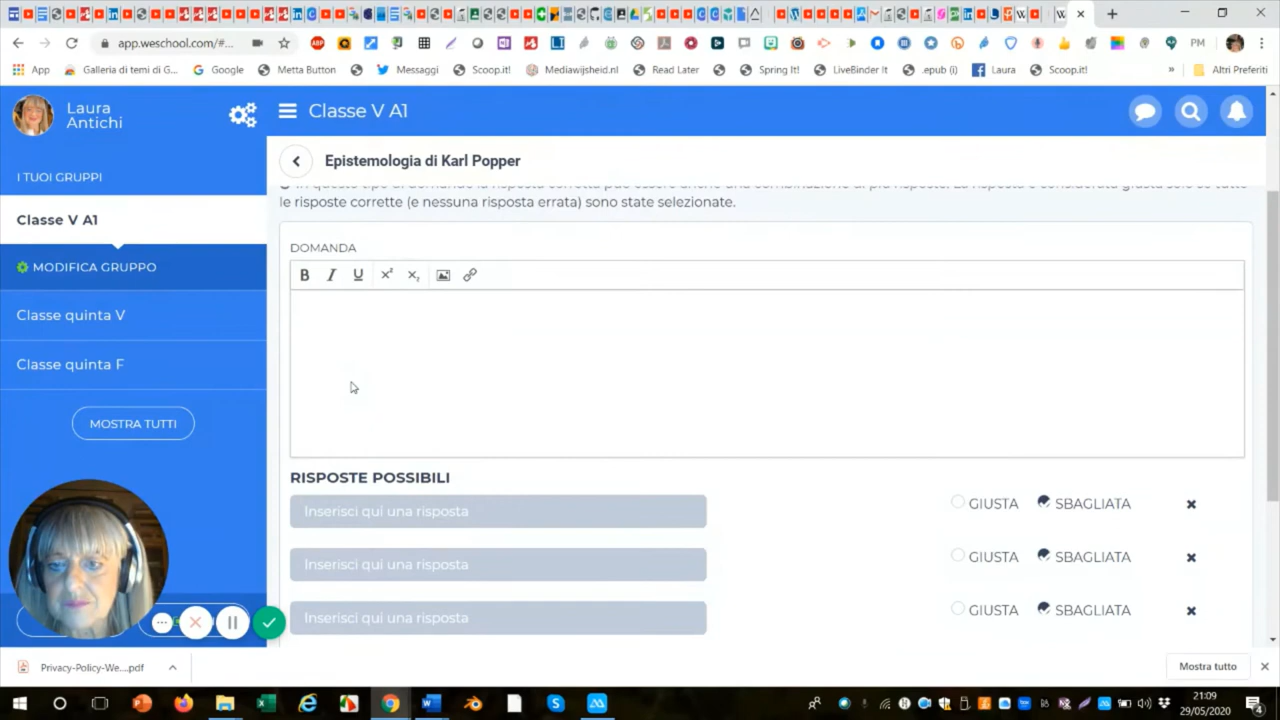 app.weschool.com/#...
PM
App
Galleria di temi di G...
Google
Metta Button
Messaggi
Scoop.it!
Mediawijsheid.nl
Read Later
Spring It!
LiveBinder It
.epub (i)
Laura
Scoop.it!
»
Altri Preferiti
Laura
Antichi
Classe V A1
I TUOI GRUPPI
Epistemologia di Karl Popper
Classe V A1
In questo tipo di domande la risposta corretta può essere anche una combinazione di più risposte. La risposta è considerata giusta solo se tutte
le risposte corrette (e nessuna risposta errata) sono state selezionate.
DOMANDA
MODIFICA GRUPPO
B I U x² x₂
Classe quinta V
Classe quinta F
MOSTRA TUTTI
RISPOSTE POSSIBILI
Inserisci qui una risposta
GIUSTA
SBAGLIATA
Inserisci qui una risposta
GIUSTA
SBAGLIATA
Inserisci qui una risposta
GIUSTA
SBAGLIATA
Privacy-Policy-We....pdf
Mostra tutto
21:09
29/05/2020
4